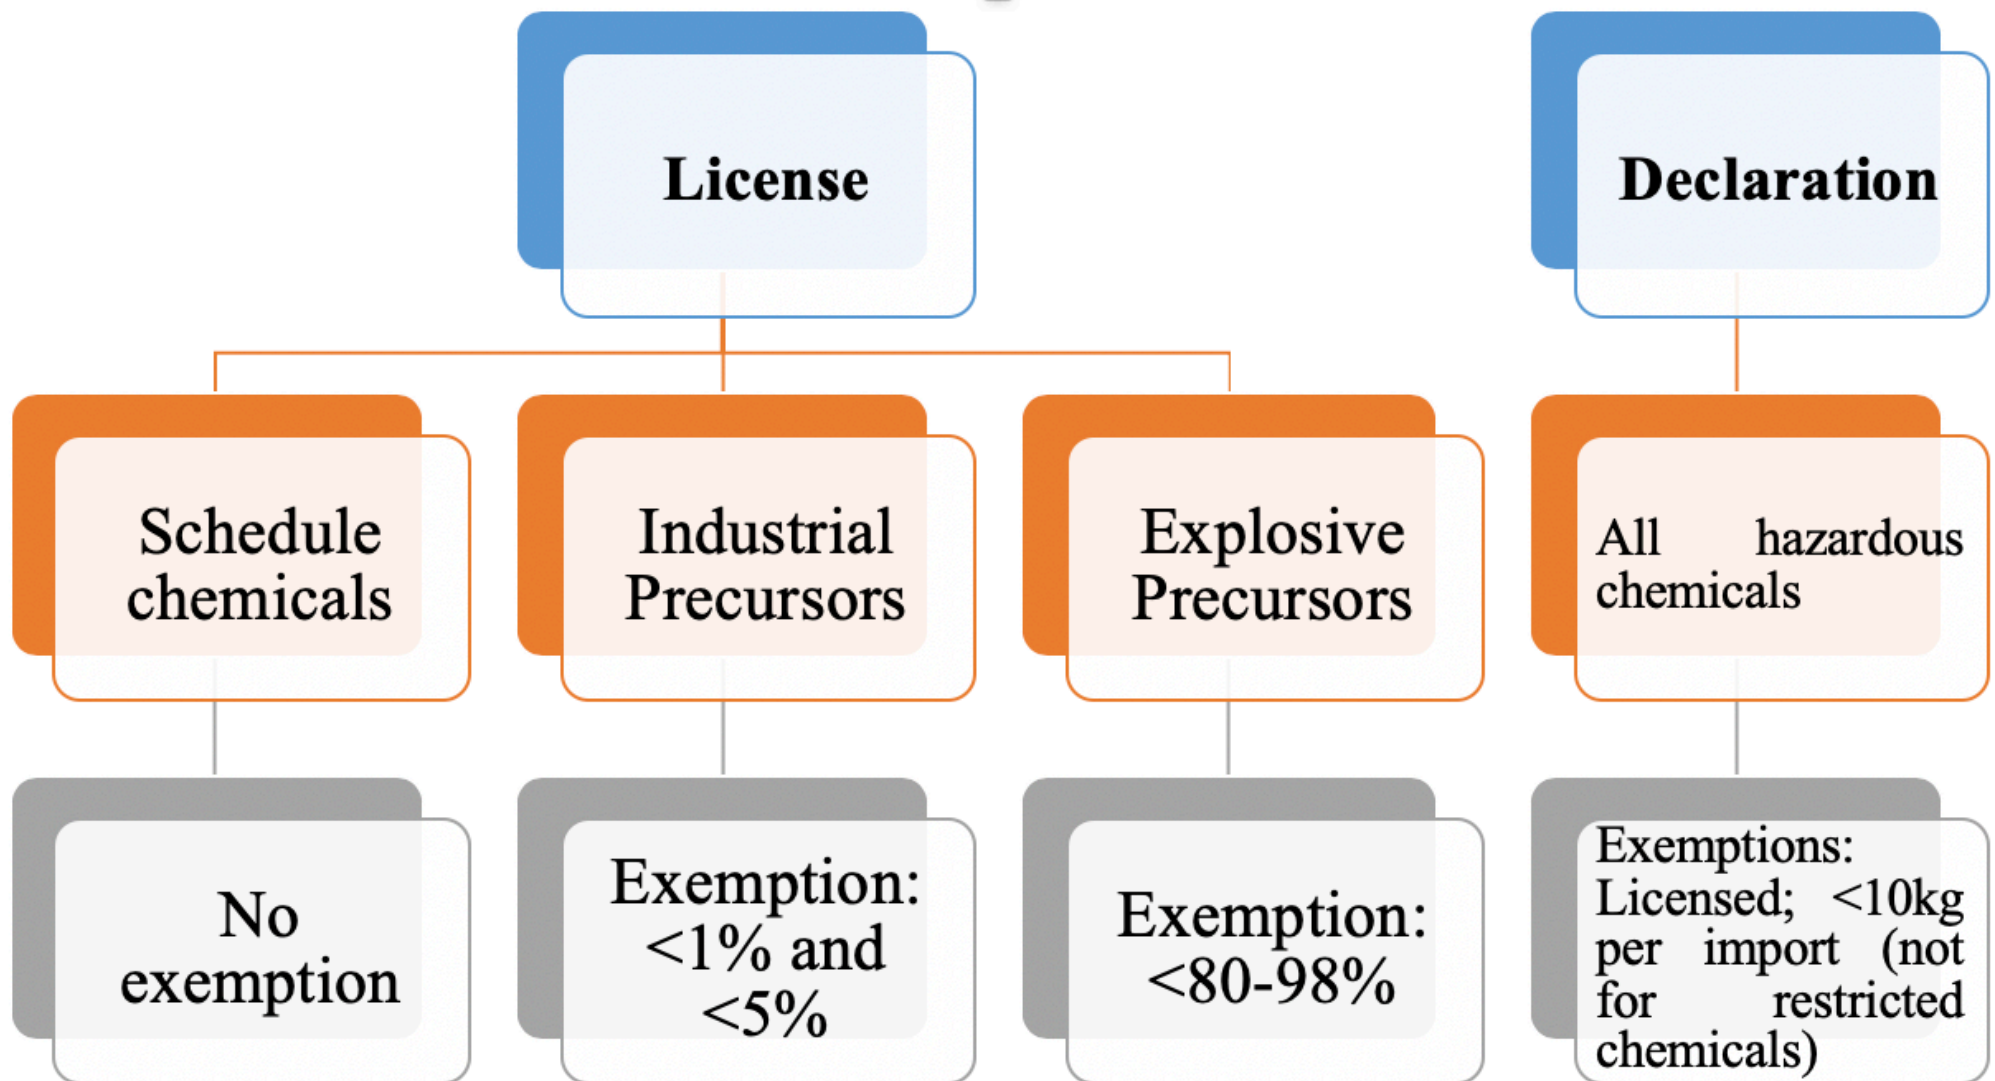 License
Declaration
Schedule
chemicals
Industrial
Precursors
Explosive
Precursors
All hazardous
chemicals
No
exemption
Exemption:
<1% and
<5%
Exemption:
<80-98%
Exemptions:
Licensed; <10kg
per import (not
for restricted
chemicals)